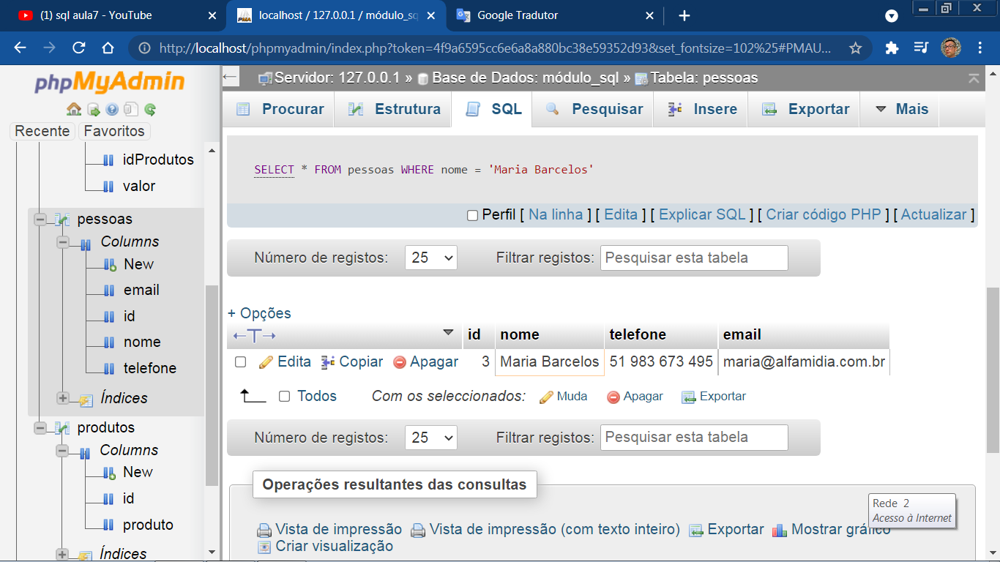 (1) sql aula7 - YouTube
localhost / 127.0.0.1 / módulo_sq
Google Tradutor
http://localhost/phpmyadmin/index.php?token=4f9a6595cc6e6a8a880bc38e59352d93&set_fontsize=102%25#PMAU...
phpMyAdmin
Recente Favoritos
idProdutos
valor
pessoas
Columns
New
email
id
nome
telefone
Índices
produtos
Columns
New
id
produto
Índices
Servidor: 127.0.0.1 » Base de Dados: módulo_sql » Tabela: pessoas
Procurar Estrutura SQL Pesquisar Insere Exportar Mais
SELECT * FROM pessoas WHERE nome = 'Maria Barcelos'
Perfil [ Na linha ] [ Edita ] [ Explicar SQL ] [ Criar código PHP ] [ Actualizar ]
Número de registos: 25 Filtrar registos: Pesquisar esta tabela
+ Opções
←T→ id nome telefone email
Edita Copiar Apagar 3 Maria Barcelos 51 983 673 495 maria@alfamidia.com.br
Todos Com os seleccionados: Muda Apagar Exportar
Número de registos: 25 Filtrar registos: Pesquisar esta tabela
Operações resultantes das consultas
Vista de impressão Vista de impressão (com texto inteiro) Exportar Mostrar gráfico
Criar visualização
Rede 2
Acesso à Internet